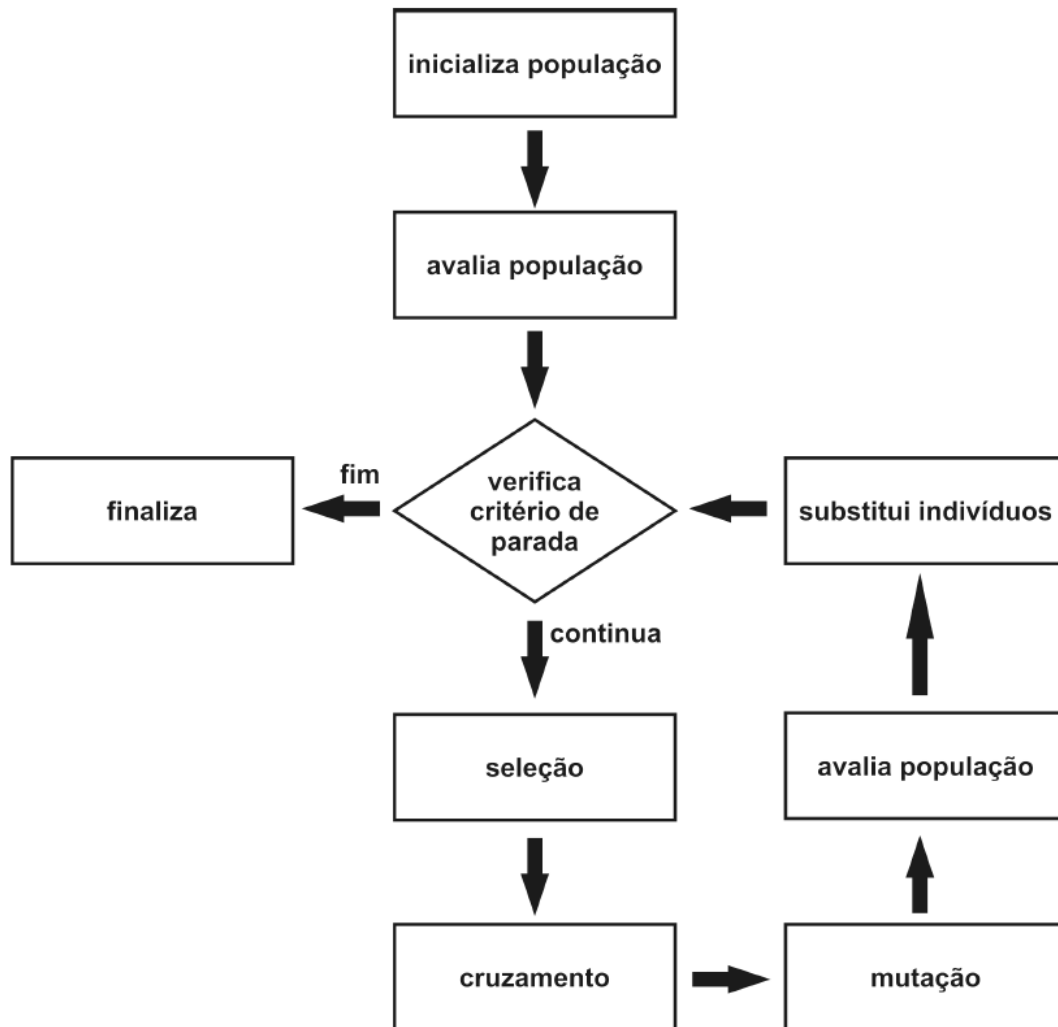 inicializa população
avalia população
verifica
critério de
parada
fim
finaliza
substitui indivíduos
continua
seleção
avalia população
cruzamento
mutação